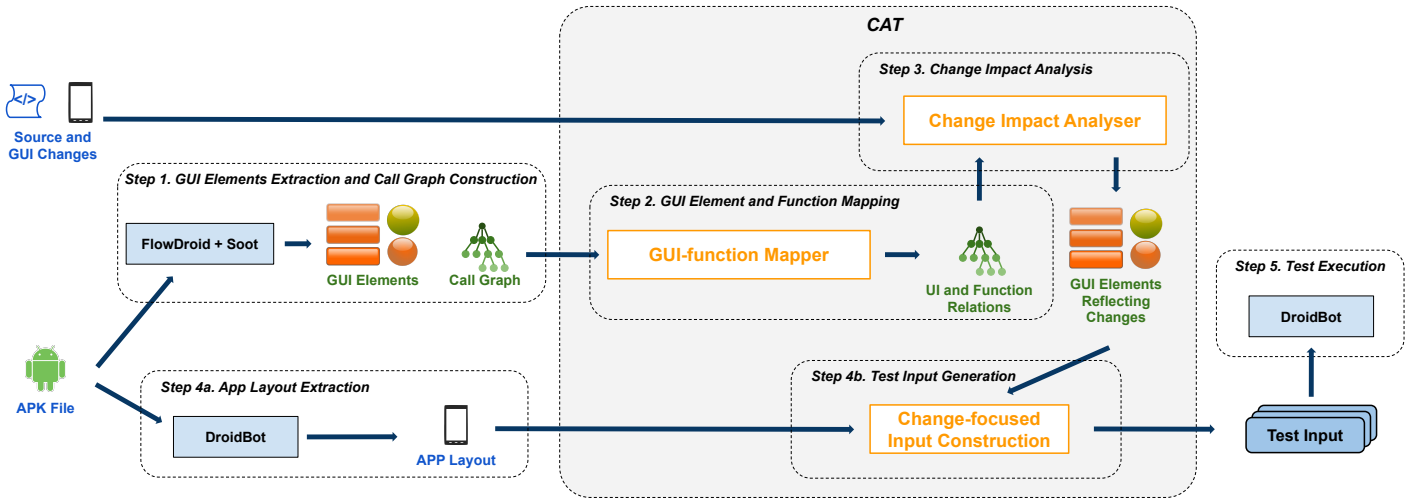 CAT
Step 3. Change Impact Analysis
</>
Change Impact Analyser
Source and
GUI Changes
Step 1. GUI Elements Extraction and Call Graph Construction
Step 2. GUI Element and Function Mapping
FlowDroid + Soot
GUI-function Mapper
GUI Elements
Call Graph
UI and Function
Relations
GUI Elements
Reflecting
Changes
Step 5. Test Execution
DroidBot
APK File
Step 4a. App Layout Extraction
Step 4b. Test Input Generation
DroidBot
APP Layout
Change-focused
Input Construction
Test Input